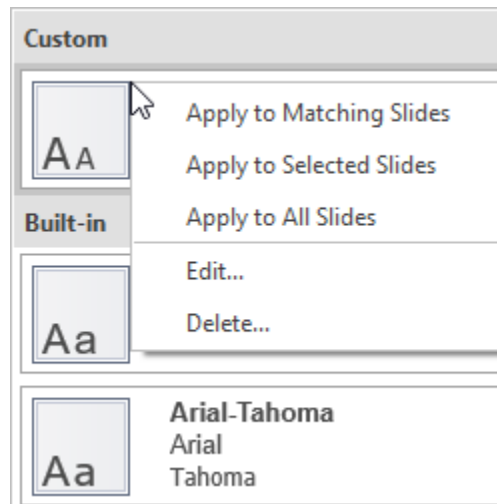 Custom
AA
Apply to Matching Slides
Apply to Selected Slides
Apply to All Slides
Built-in
Edit...
Delete...
Aa
Arial-Tahoma
Arial
Tahoma
Aa